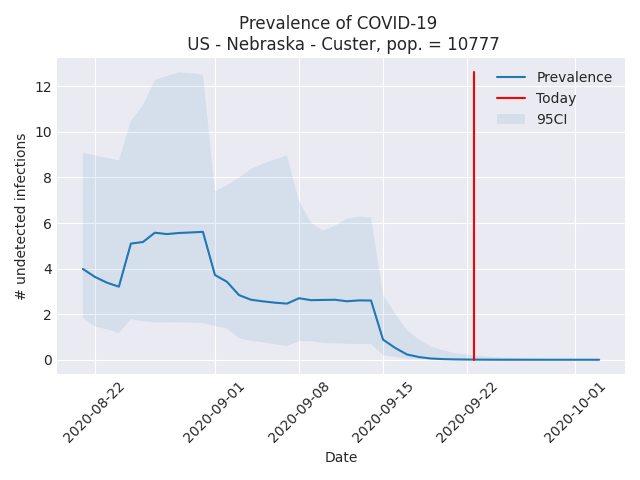 Prevalence of COVID-19
US - Nebraska - Custer, pop. = 10777
# undetected infections
12
10
8
6
4
2
0
Prevalence
Today
95CI
2020-08-22
2020-09-01
2020-09-08
2020-09-15
2020-09-22
2020-10-01
Date